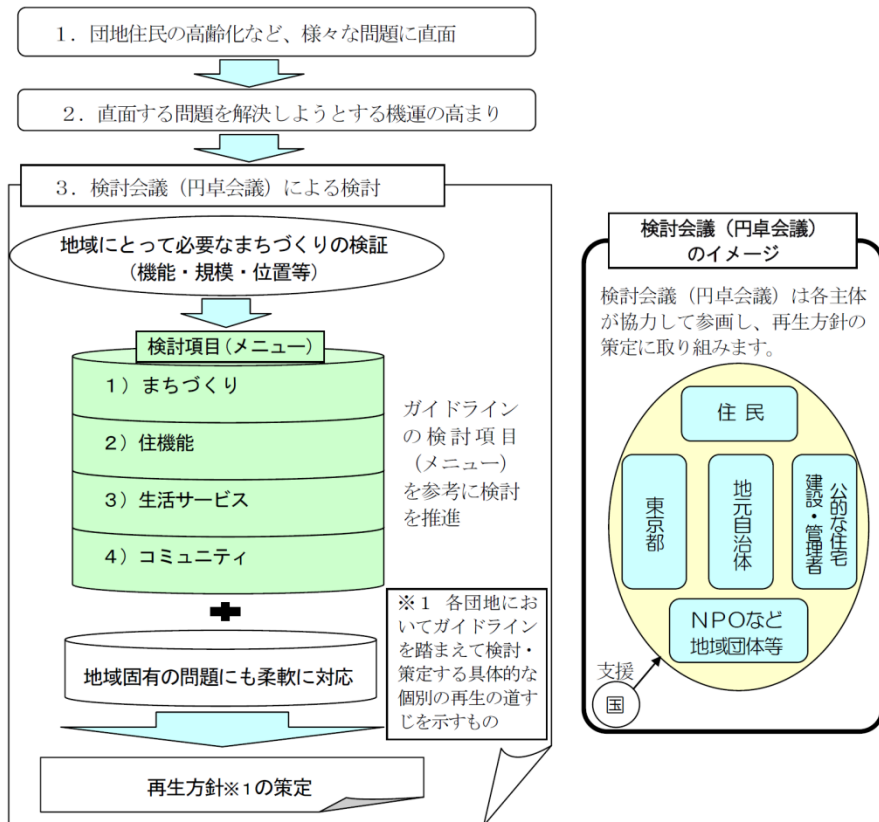 １．団地住民の高齢化など、様々な問題に直面
２．直面する問題を解決しようとする機運の高まり
３．検討会議（円卓会議）による検討
地域にとって必要なまちづくりの検証
（機能・規模・位置等）
検討項目（メニュー）
１）まちづくり
２）住機能
３）生活サービス
４）コミュニティ
ガイドライン
の検討項目
（メニュー）
を参考に検討
を推進
＋
地域固有の問題にも柔軟に対応
※１ 各団地にお
いてガイドライン
を踏まえて検討・
策定する具体的な
個別の再生の道す
じを示すもの
再生方針※１の策定
検討会議（円卓会議）
のイメージ
検討会議（円卓会議）は各主体
が協力して参画し、再生方針の
策定に取り組みます。
住民
東京都
地元自治体
公的な住宅
建設・管理者
ＮＰＯなど
地域団体等
支援
国